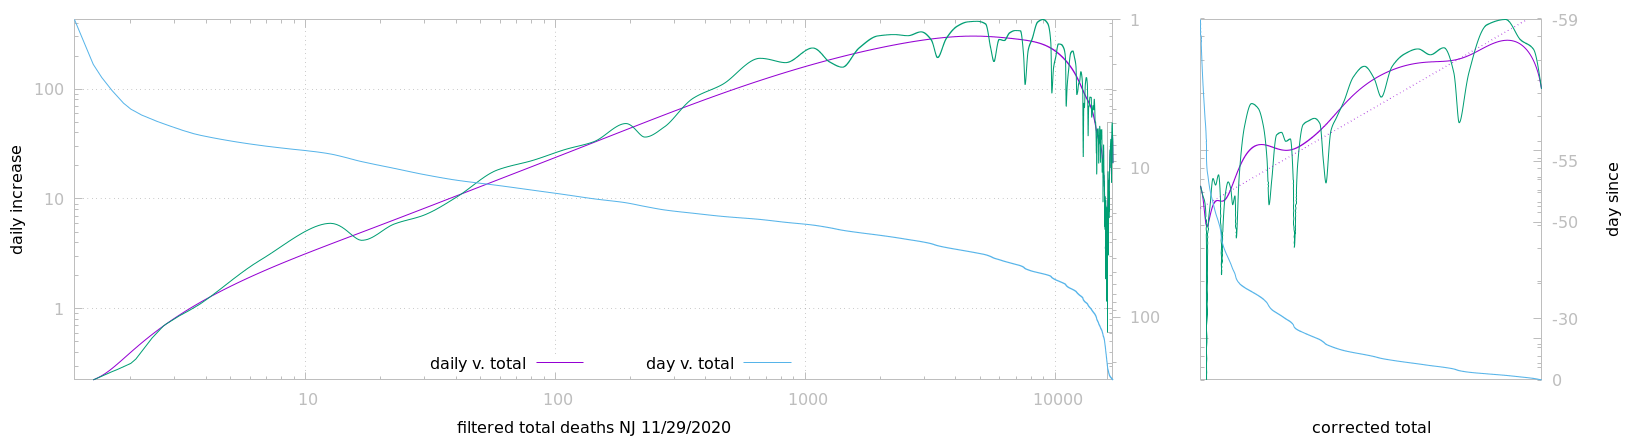 daily increase
100
10
1
10
100
1000
10000
1
10
100
daily v. total
day v. total
filtered total deaths NJ 11/29/2020
-59
-55
-50
-30
0
day since
corrected total